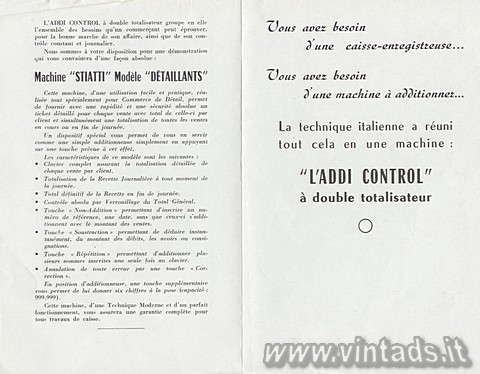 L'ADDI CONTROL à double totalisateur groupe en elle
l'ensemble des besoins qu'un commerçant peut éprouver,
pour la bonne marche de son affaire, ainsi que de son con-
trôle constant et journalier.
Nous sommes à votre disposition pour une démonstration
qui vous convaincra d'une façon absolue :
Machine "STIATTI" Modèle "DÉTAILLANTS"
Cette machine, d'une utilisation facile et pratique, réa-
lisée tout spécialement pour Commerce de Détail, permet
de fournir avec une rapidité et une sécurité absolue un
ticket détaillé pour chaque vente avec total de celle-ci par
client et simultanément une totalisation de toutes les ventes
en cours ou en fin de journée.
Un dispositif spécial vous permet de vous en servir
comme une simple additionneuse simplement en appuyant
sur une touche prévue à cet effet.
Les caractéristiques de ce modèle sont les suivantes :
• Clavier complet assurant la totalisation détaillée de
chaque vente par client.
• Totalisation de la Recette Journalière à tout moment de
la journée.
• Total définitif de la Recette en fin de journée.
• Contrôle absolu par Verrouillage du Total Général.
• Touche « Non-Addition » permettant d'inscrire un nu-
méro de référence, une date, sans que ceux-ci s'addi-
tionnent avec le montant des ventes.
• Touche « Soustraction » permettant de déduire instan-
tanément, du montant des débits, les avoirs ou consi-
gnations.
• Touche « Répétition » permettant d'additionner plu-
sieurs sommes inscrites une seule fois au clavier.
• Annulation de toute erreur par une touche « Cor-
rection ».
En position d'additionneuse, une touche supplémentaire
vous permet de lui donner six chiffres à la pose (capacité :
999.999).
Cette machine, d'une Technique Moderne et d'un parfait
fonctionnement, vous assurera une garantie complète pour
tous travaux de caisse.
Vous avez besoin
d'une caisse-enregistreuse...
Vous avez besoin
d'une machine à additionner...
La technique italienne a réuni
tout cela en une machine :
"L'ADDI CONTROL"
à double totalisateur
www.vintads.it